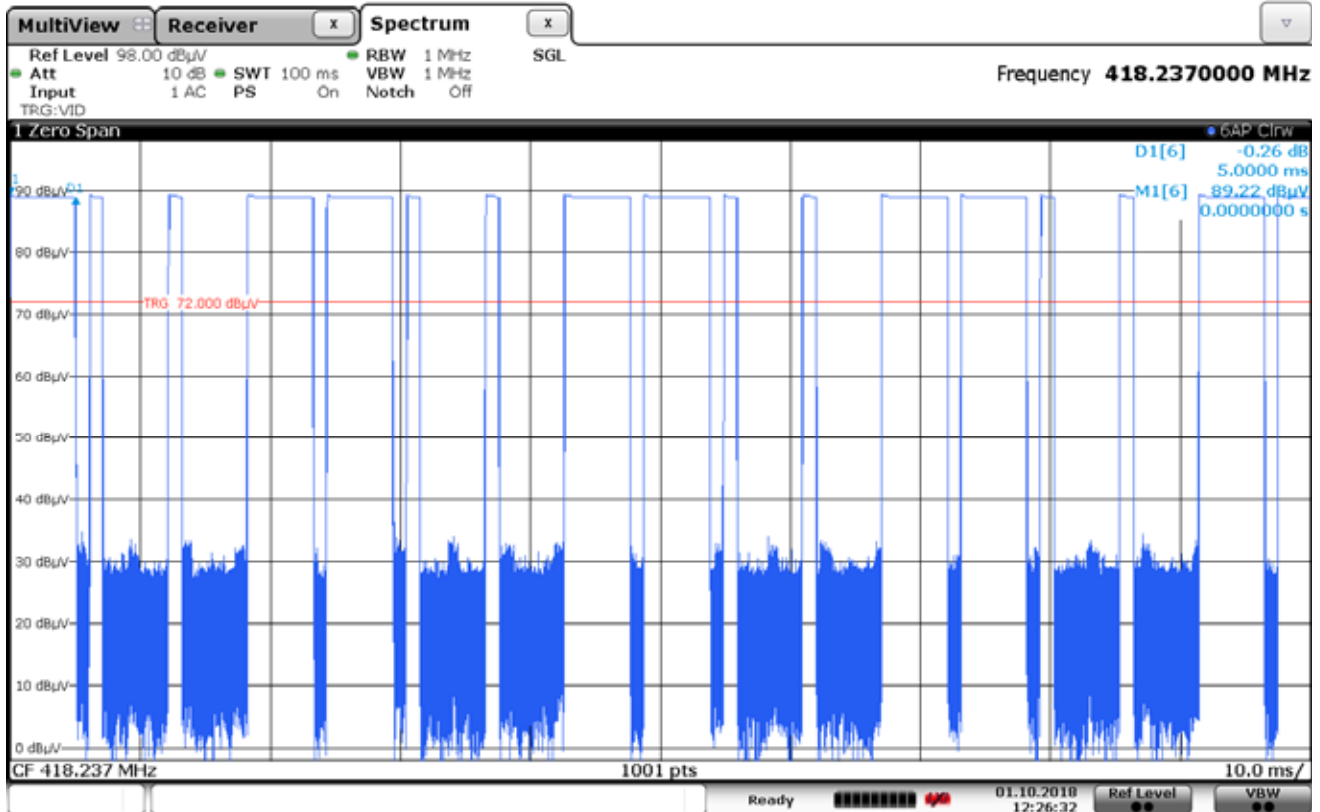 MultiView Receiver X Spectrum X
Ref Level 98.00 dBµV RBW 1 MHz SGL
Att 10 dB SWT 100 ms VBW 1 MHz Frequency 418.2370000 MHz
Input 1 AC PS On Notch Off
TRG:VID
1 Zero Span 6AP Clrw
D1[6] -0.26 dB
5.0000 ms
90 dBµV D1 M1[6] 89.22 dBµV
0.0000000 s
80 dBµV
TRG 72.000 dBµV
70 dBµV
60 dBµV
50 dBµV
40 dBµV
30 dBµV
20 dBµV
10 dBµV
0 dBµV
CF 418.237 MHz 1001 pts 10.0 ms/
Ready 01.10.2018 Ref Level VBW
12:26:32